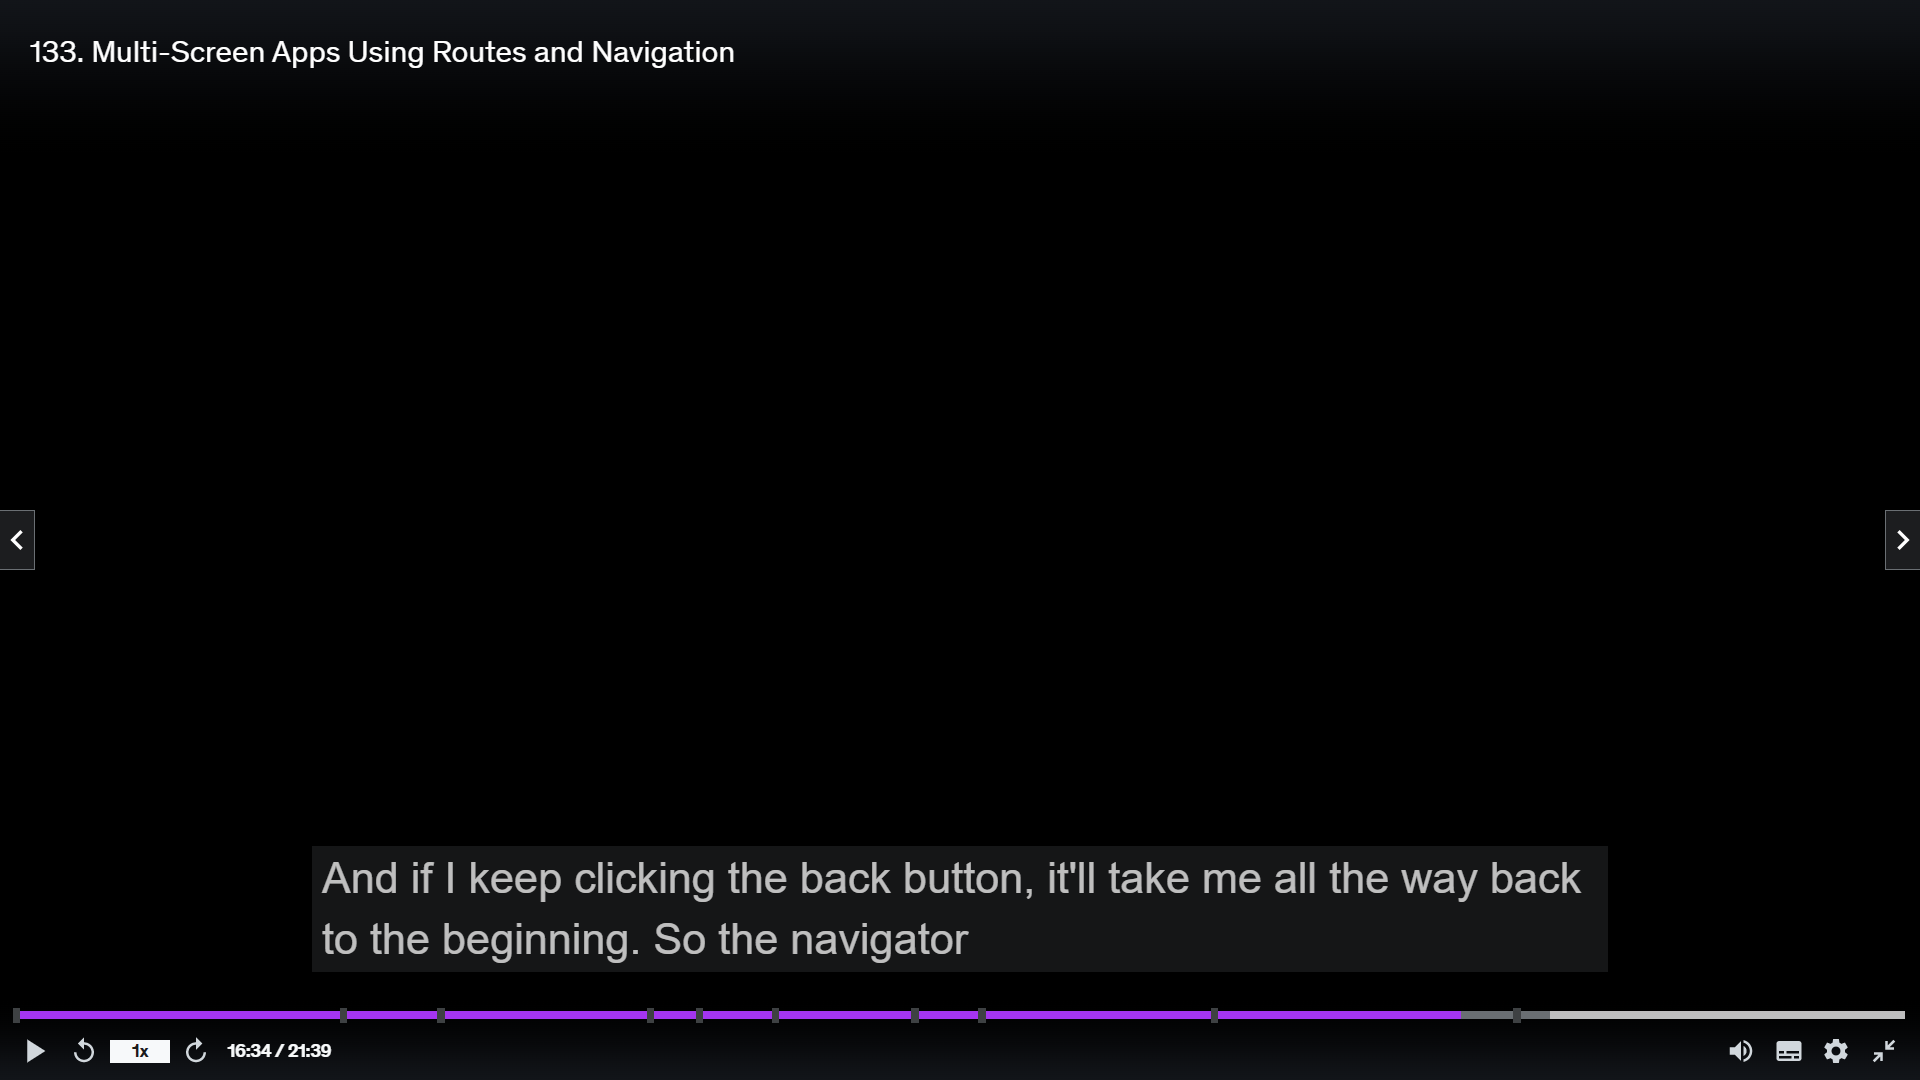 133. Multi-Screen Apps Using Routes and Navigation
And if I keep clicking the back button, it'll take me all the way back
to the beginning. So the navigator
1x
16:34 / 21:39